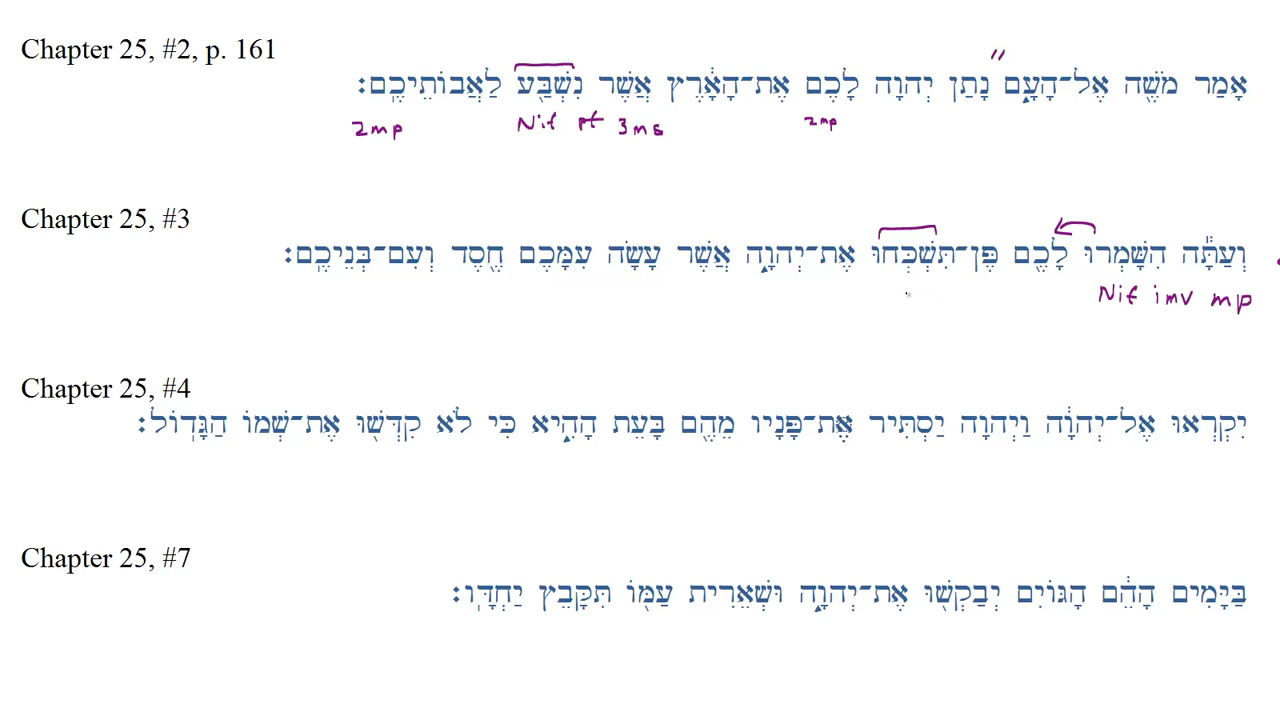 Chapter 25, #2, p. 161
אָמַר מֹשֶׁה אֶל־הָעָם נָתַן יְהוָה לָכֶם אֶת־הָאָרֶץ אֲשֶׁר נִשְׁבַּע לַאֲבוֹתֵיכֶם׃
2mp Nif pf 3ms 2mp
Chapter 25, #3
וְעַתָּה הִשָּׁמְרוּ לָכֶם פֶּן־תִּשְׁכְּחוּ אֶת־יְהוָה אֲשֶׁר עָשָׂה עִמָּכֶם חֶסֶד וְעִם־בְּנֵיכֶם׃
Nif imv mp
Chapter 25, #4
יִקְרְאוּ אֶל־יְהוָה וַיְהוָה יַסְתִּיר אֶת־פָּנָיו מֵהֶם בָּעֵת הַהִיא כִּי לֹא קִדְּשׁוּ אֶת־שְׁמוֹ הַגָּדוֹל׃
Chapter 25, #7
בַּיָּמִים הָהֵם הַגּוֹיִם יְבַקְשׁוּ אֶת־יְהוָה וּשְׁאֵרִית עַמּוֹ תִּקָּבֵץ יַחְדָּו׃